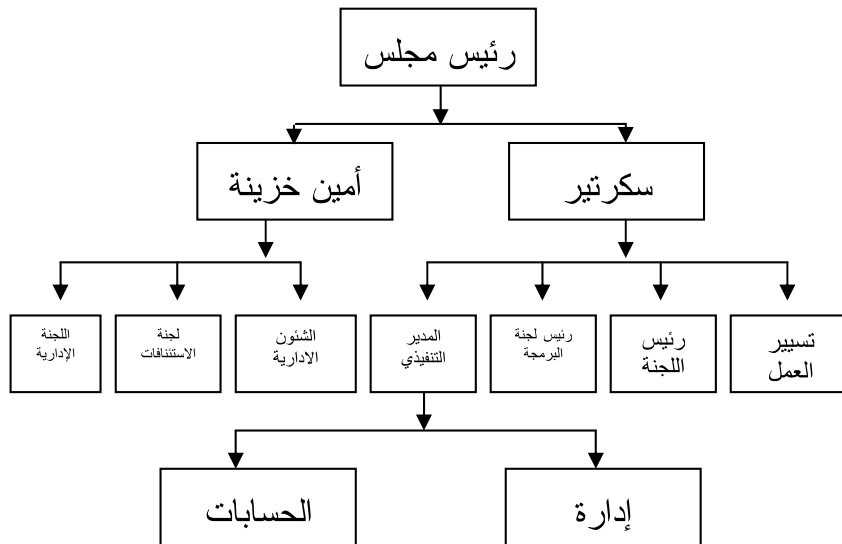 رئيس مجلس
سكرتير
أمين خزينة
تسيير
العمل
رئيس
اللجنة
رئيس لجنة
البرمجة
المدير
التنفيذي
الشئون
الادارية
لجنة
الاستئنافات
اللجنة
الإدارية
إدارة
الحسابات